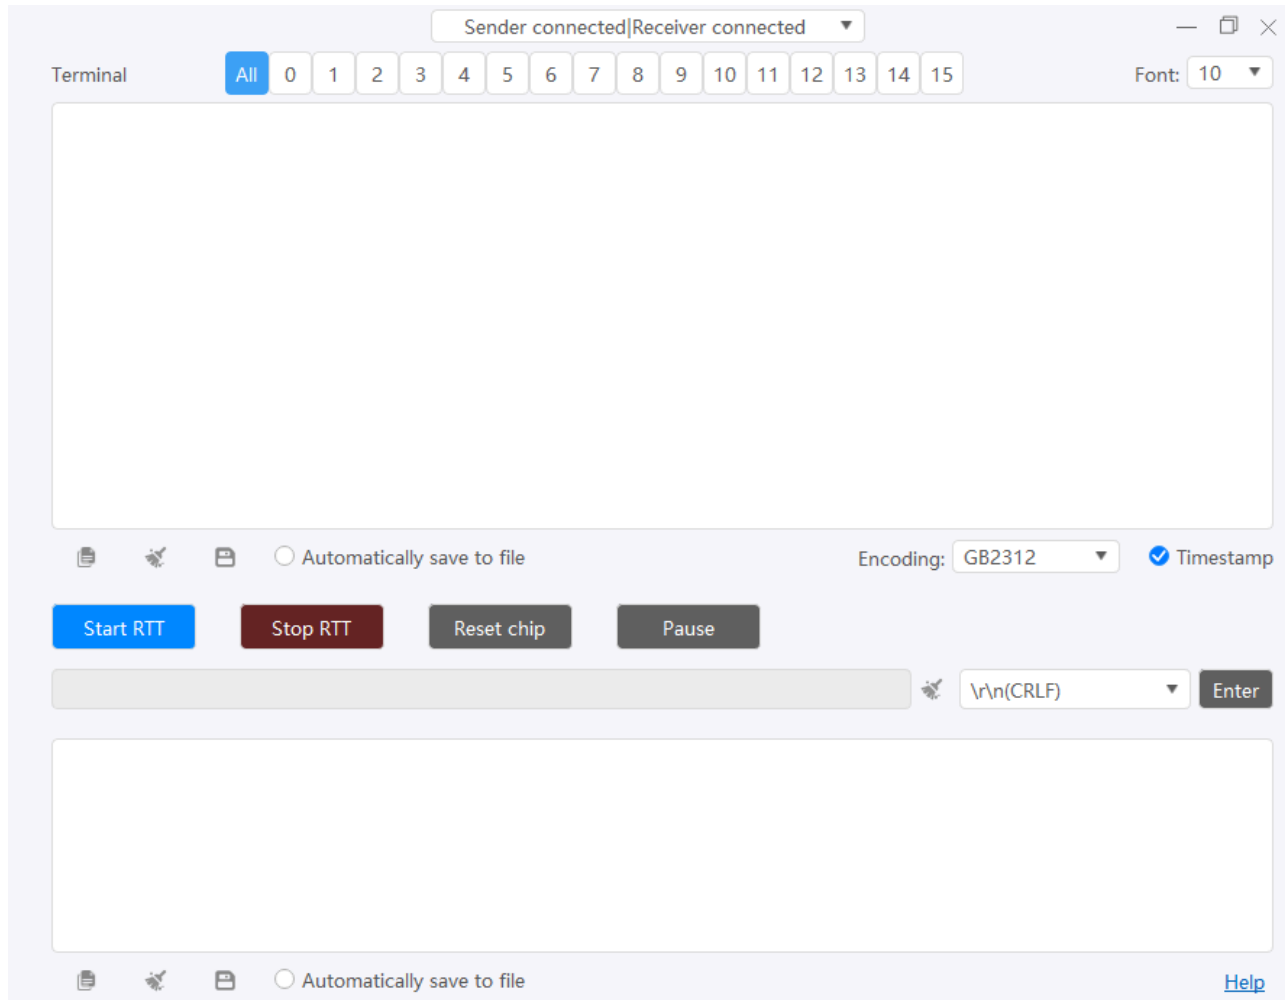 Sender connected|Receiver connected
Terminal All 0 1 2 3 4 5 6 7 8 9 10 11 12 13 14 15 Font: 10
Automatically save to file Encoding: GB2312 Timestamp
Start RTT Stop RTT Reset chip Pause
\r\n(CRLF) Enter
Automatically save to file Help